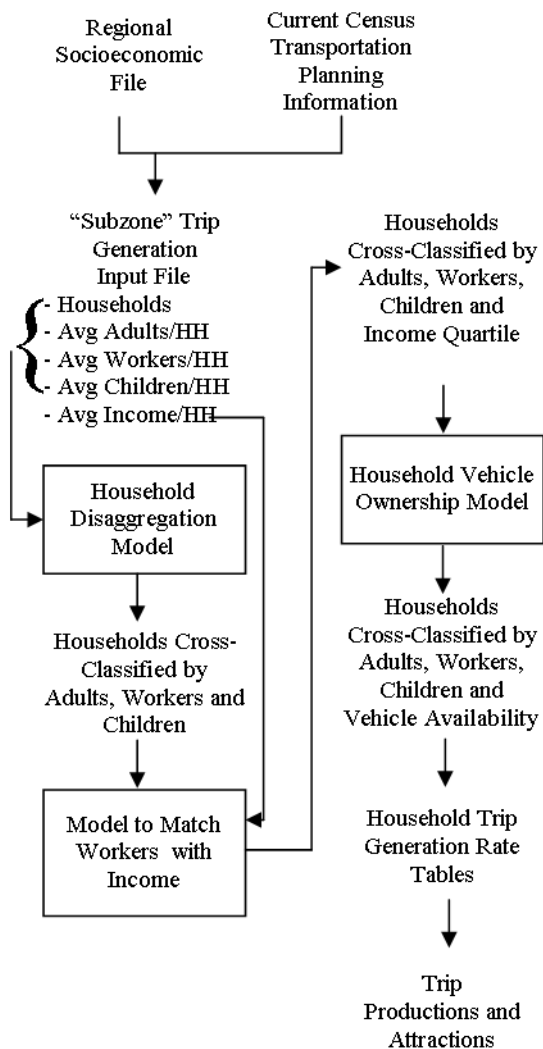 Regional
Socioeconomic
File
Current Census
Transportation
Planning
Information
“Subzone” Trip
Generation
Input File
- Households
- Avg Adults/HH
- Avg Workers/HH
- Avg Children/HH
- Avg Income/HH
Household
Disaggregation
Model
Households Cross-
Classified by
Adults, Workers and
Children
Model to Match
Workers with
Income
Households
Cross-Classified by
Adults, Workers,
Children and
Income Quartile
Household Vehicle
Ownership Model
Households
Cross-Classified by
Adults, Workers,
Children and
Vehicle Availability
Household Trip
Generation Rate
Tables
Trip
Productions and
Attractions